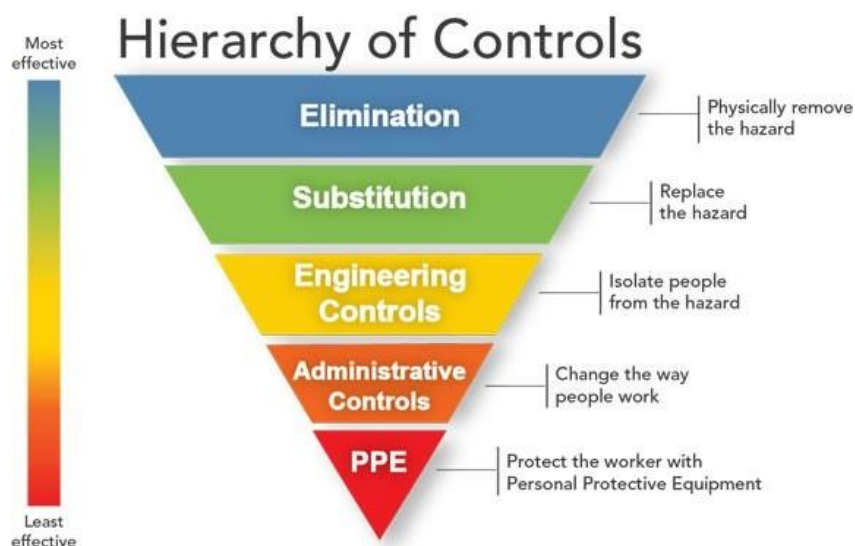 Hierarchy of Controls
Most
effective
Elimination
Physically remove
the hazard
Substitution
Replace
the hazard
Engineering
Controls
Isolate people
from the hazard
Administrative
Controls
Change the way
people work
PPE
Protect the worker with
Personal Protective Equipment
Least
effective